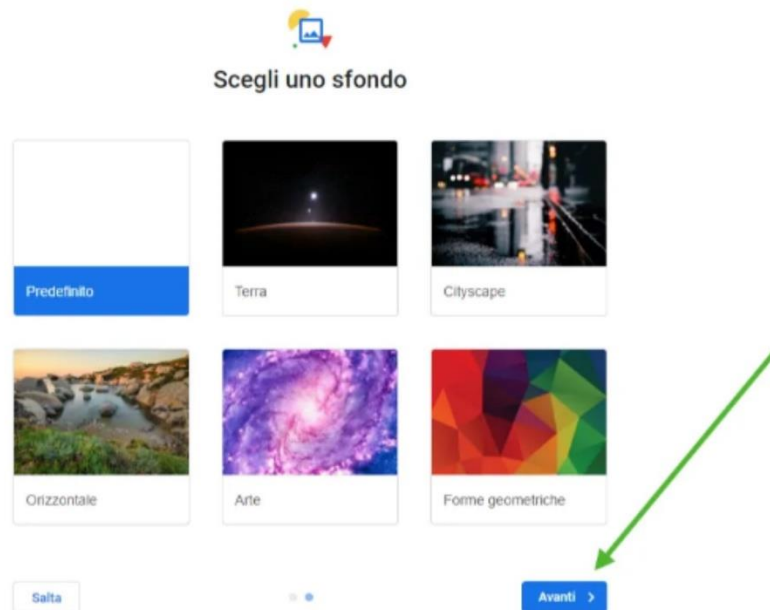 Scegli uno sfondo
Predefinito
Terra
Cityscape
Orizzontale
Arte
Forme geometriche
Salta
Avanti